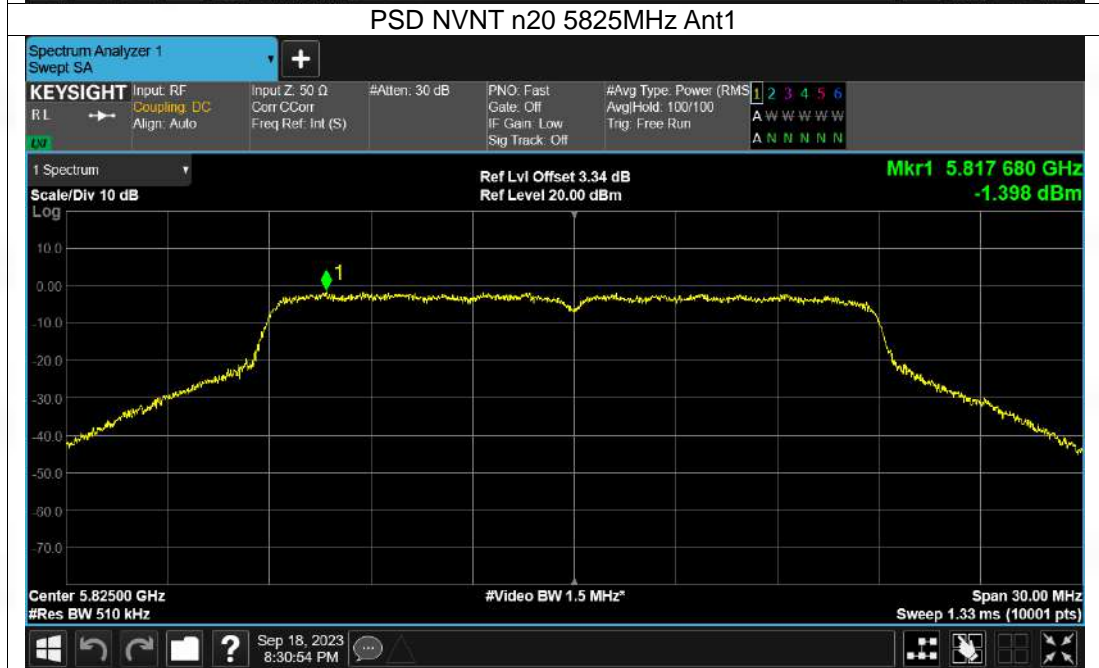 PSD NVNT n20 5825MHz Ant1
Spectrum Analyzer 1
Swept SA
+
KEYSIGHT
RL
Input: RF
Coupling: DC
Align: Auto
Input Z: 50 Ω
Corr CCorr
Freq Ref: Int (S)
#Atten: 30 dB
PNO: Fast
Gate: Off
IF Gain: Low
Sig Track: Off
#Avg Type: Power (RMS
Avg|Hold: 100/100
Trig: Free Run
1 2 3 4 5 6
A W W W W W
A N N N N N
1 Spectrum
Scale/Div 10 dB
Log
Ref Lvl Offset 3.34 dB
Ref Level 20.00 dBm
Mkr1 5.817 680 GHz
-1.398 dBm
10.0
0.00
-10.0
-20.0
-30.0
-40.0
-50.0
-60.0
-70.0
1
Center 5.82500 GHz
#Res BW 510 kHz
#Video BW 1.5 MHz*
Span 30.00 MHz
Sweep 1.33 ms (10001 pts)
?
Sep 18, 2023
8:30:54 PM